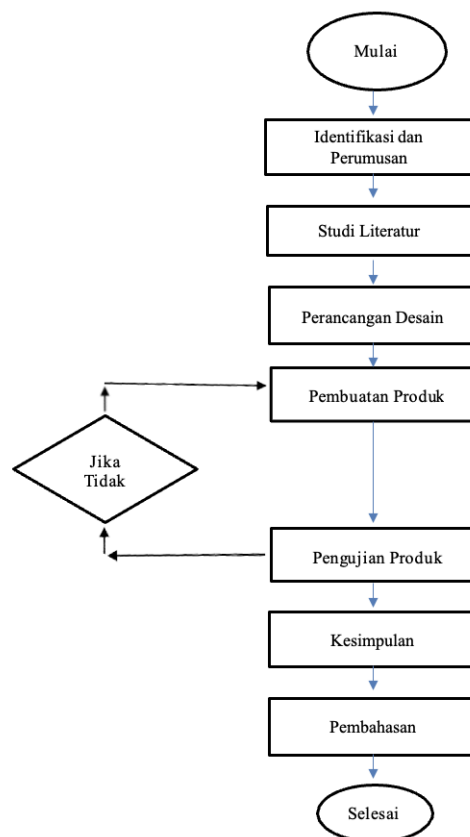 Mulai
Identifikasi dan
Perumusan
Studi Literatur
Perancangan Desain
Pembuatan Produk
Jika
Tidak
Pengujian Produk
Kesimpulan
Pembahasan
Selesai